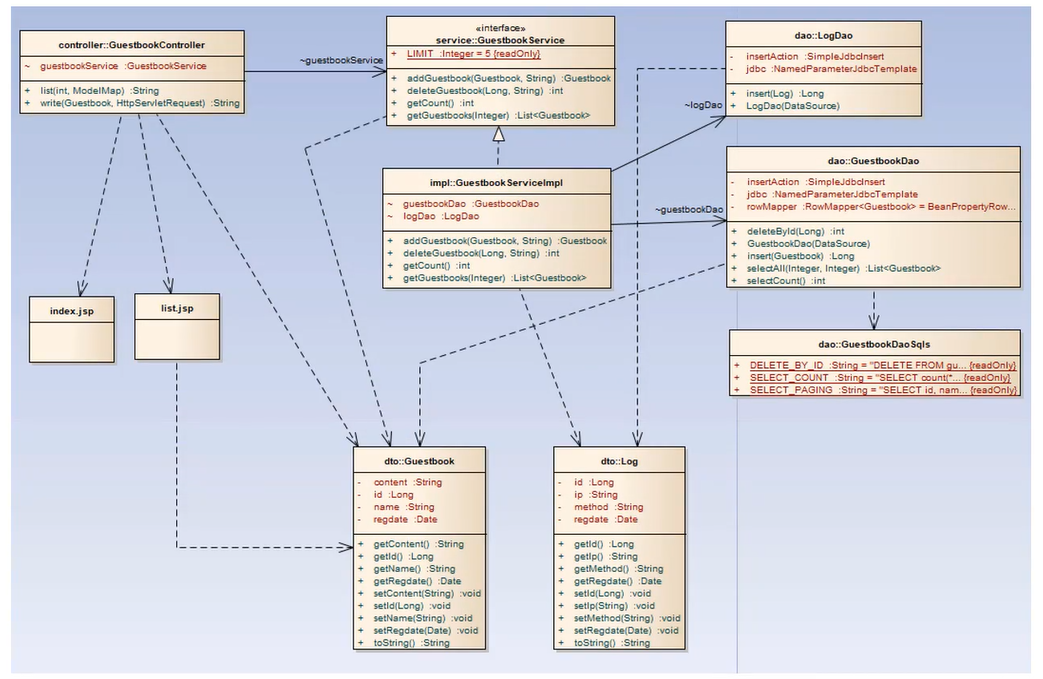 controller::GuestbookController
~ guestbookService :GuestbookService
+ list(int, ModelMap) :String
+ write(Guestbook, HttpServletRequest) :String
~guestbookService
«interface»
service::GuestbookService
+ LIMIT :Integer = 5 {readOnly}
+ addGuestbook(Guestbook, String) :Guestbook
+ deleteGuestbook(Long, String) :int
+ getCount() :int
+ getGuestbooks(Integer) :List<Guestbook>
dao::LogDao
- insertAction :SimpleJdbcInsert
- jdbc :NamedParameterJdbcTemplate
+ insert(Log) :Long
+ LogDao(DataSource)
~logDao
impl::GuestbookServiceImpl
~ guestbookDao :GuestbookDao
~ logDao :LogDao
+ addGuestbook(Guestbook, String) :Guestbook
+ deleteGuestbook(Long, String) :int
+ getCount() :int
+ getGuestbooks(Integer) :List<Guestbook>
~guestbookDao
dao::GuestbookDao
- insertAction :SimpleJdbcInsert
- jdbc :NamedParameterJdbcTemplate
- rowMapper :RowMapper<Guestbook> = BeanPropertyRow...
+ deleteById(Long) :int
+ GuestbookDao(DataSource)
+ insert(Guestbook) :Long
+ selectAll(Integer, Integer) :List<Guestbook>
+ selectCount() :int
index.jsp
list.jsp
dao::GuestbookDaoSqls
+ DELETE_BY_ID :String = "DELETE FROM gu... {readOnly}
+ SELECT_COUNT :String = "SELECT count(*... {readOnly}
+ SELECT_PAGING :String = "SELECT id, nam... {readOnly}
dto::Guestbook
- content :String
- id :Long
- name :String
- regdate :Date
+ getContent() :String
+ getId() :Long
+ getName() :String
+ getRegdate() :Date
+ setContent(String) :void
+ setId(Long) :void
+ setName(String) :void
+ setRegdate(Date) :void
+ toString() :String
dto::Log
- id :Long
- ip :String
- method :String
- regdate :Date
+ getId() :Long
+ getIp() :String
+ getMethod() :String
+ getRegdate() :Date
+ setId(Long) :void
+ setIp(String) :void
+ setMethod(String) :void
+ setRegdate(Date) :void
+ toString() :String